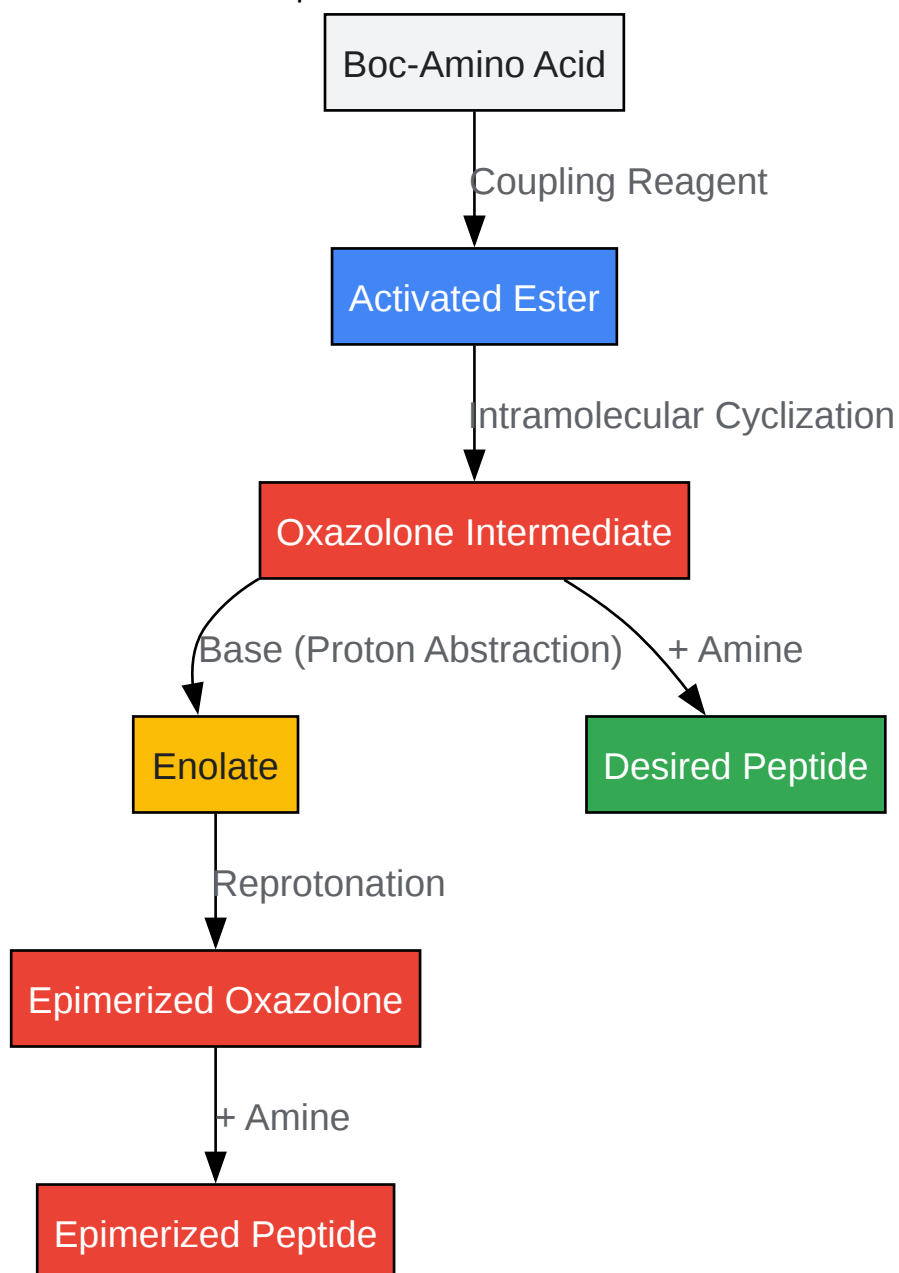 Boc-Amino Acid
Coupling Reagent
Activated Ester
Intramolecular Cyclization
Oxazolone Intermediate
Base (Proton Abstraction)
+ Amine
Enolate
Desired Peptide
Reprotonation
Epimerized Oxazolone
+ Amine
Epimerized Peptide